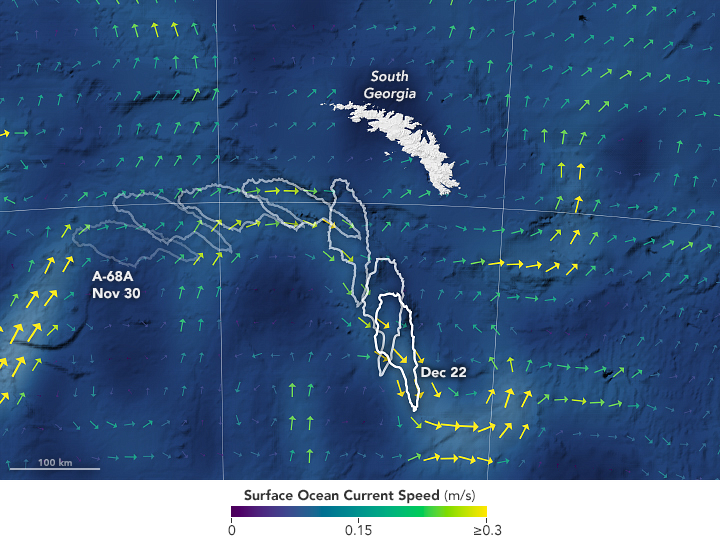 South
Georgia
A-68A
Nov 30
Dec 22
100 km
Surface Ocean Current Speed (m/s)
0 0.15 ≥0.3